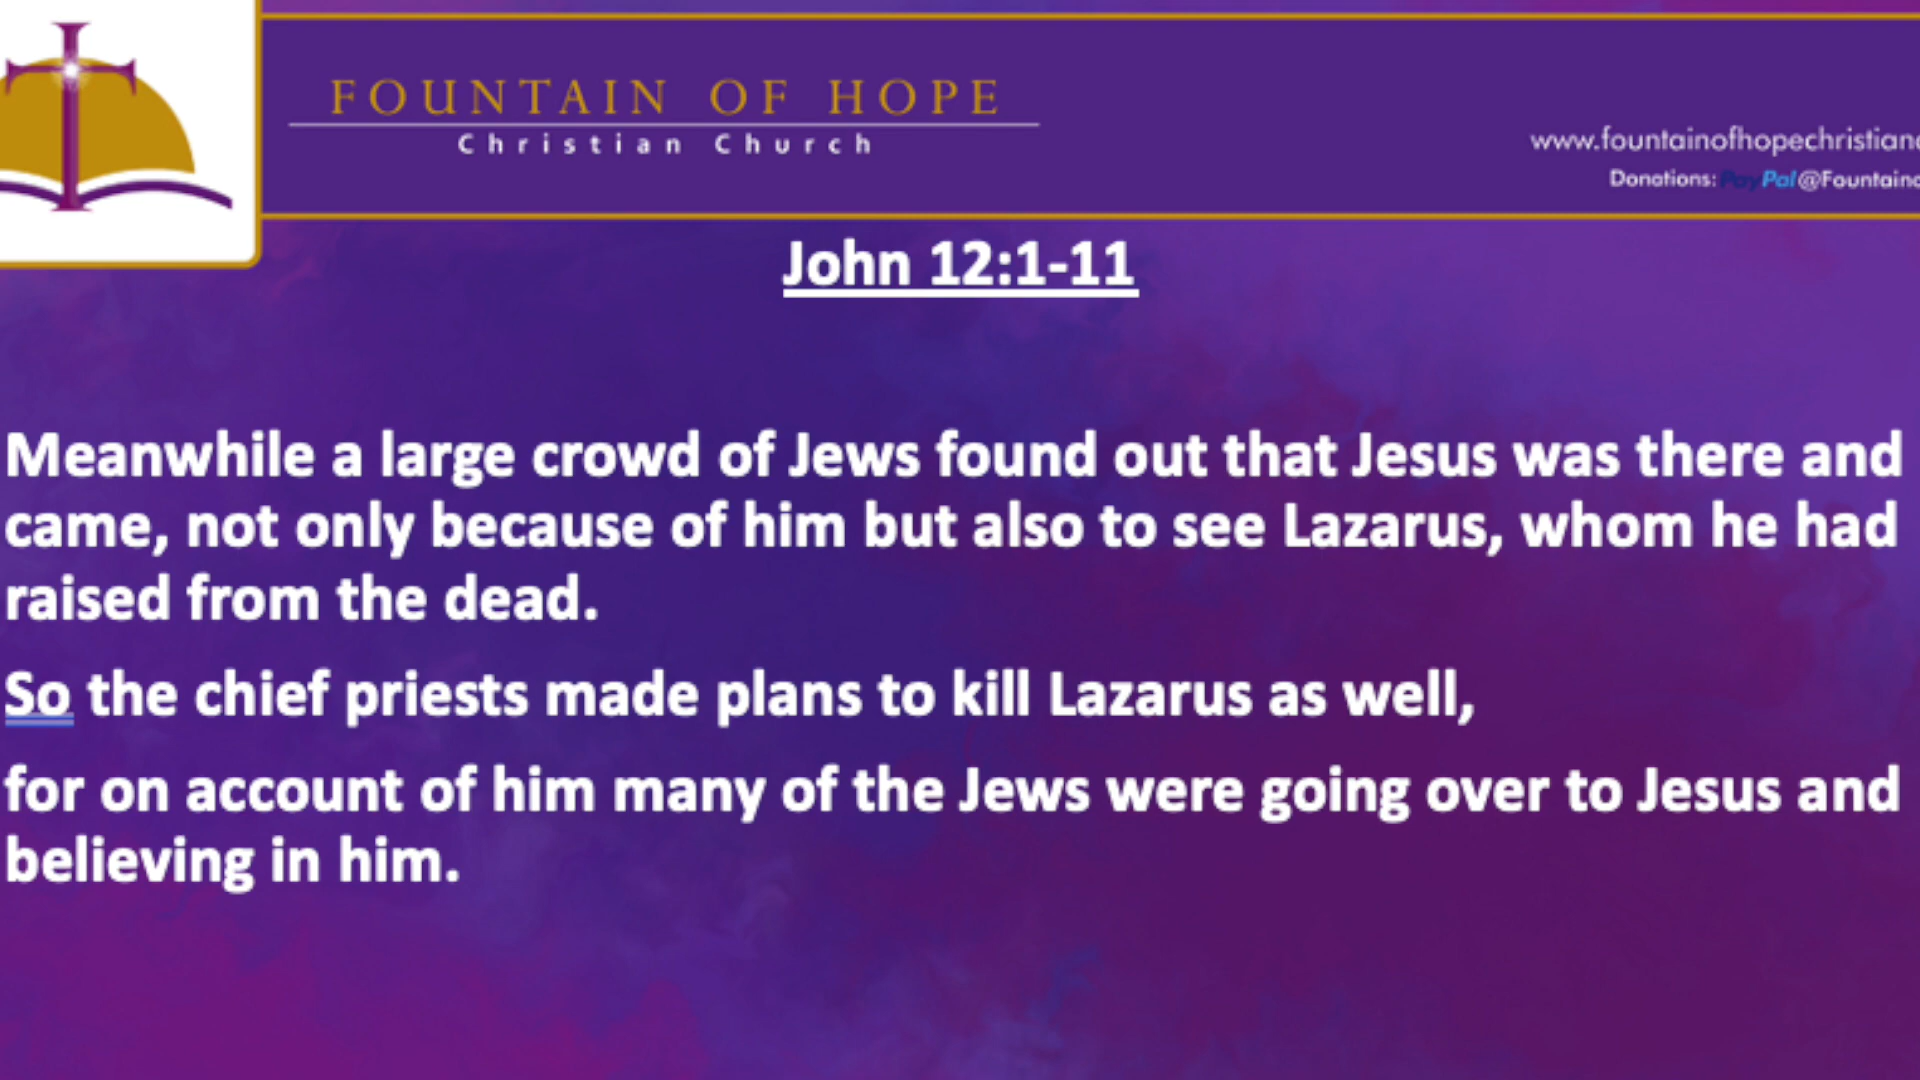 FOUNTAIN OF HOPE
Christian Church
www.fountainofhopechristian
Donations: PayPal@Fountain
John 12:1-11
Meanwhile a large crowd of Jews found out that Jesus was there and
came, not only because of him but also to see Lazarus, whom he had
raised from the dead.
So the chief priests made plans to kill Lazarus as well,
for on account of him many of the Jews were going over to Jesus and
believing in him.